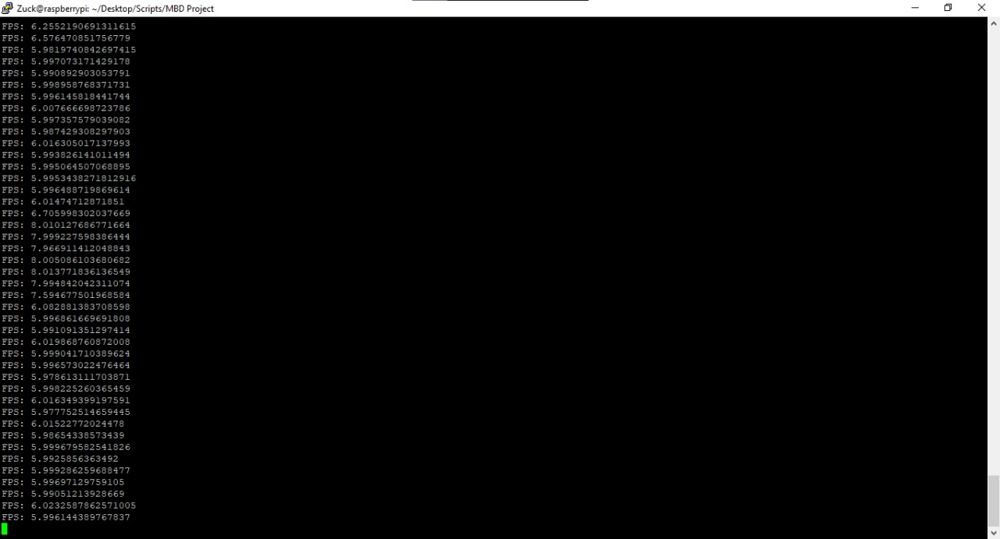 Zuck@raspberrypi: ~/Desktop/Scripts/MBD Project
FPS: 6.2552190691311615
FPS: 6.576470851756779
FPS: 5.9819740842697415
FPS: 5.997073171429178
FPS: 5.990892903053791
FPS: 5.998958768371731
FPS: 5.996145818441744
FPS: 6.007666698723786
FPS: 5.997357579039082
FPS: 5.987429308297903
FPS: 6.016305017137993
FPS: 5.993826141011494
FPS: 5.995064507068895
FPS: 5.9953438271812916
FPS: 5.996488719869614
FPS: 6.01474712871851
FPS: 6.705998302037669
FPS: 8.010127686771664
FPS: 7.999227598386444
FPS: 7.966911412048843
FPS: 8.005086103680682
FPS: 8.013771836136549
FPS: 7.994842042311074
FPS: 7.594677501968584
FPS: 6.082881383708598
FPS: 5.996861669691808
FPS: 5.991091351297414
FPS: 6.019868760872008
FPS: 5.999041710389624
FPS: 5.996573022476464
FPS: 5.978613111703871
FPS: 5.998225260365459
FPS: 6.016349399197591
FPS: 5.977752514659445
FPS: 6.01522772024478
FPS: 5.98654338573439
FPS: 5.999679582541826
FPS: 5.9925856363492
FPS: 5.999286259688477
FPS: 5.99697129759105
FPS: 5.99051213928669
FPS: 6.0232587862571005
FPS: 5.996144389767837